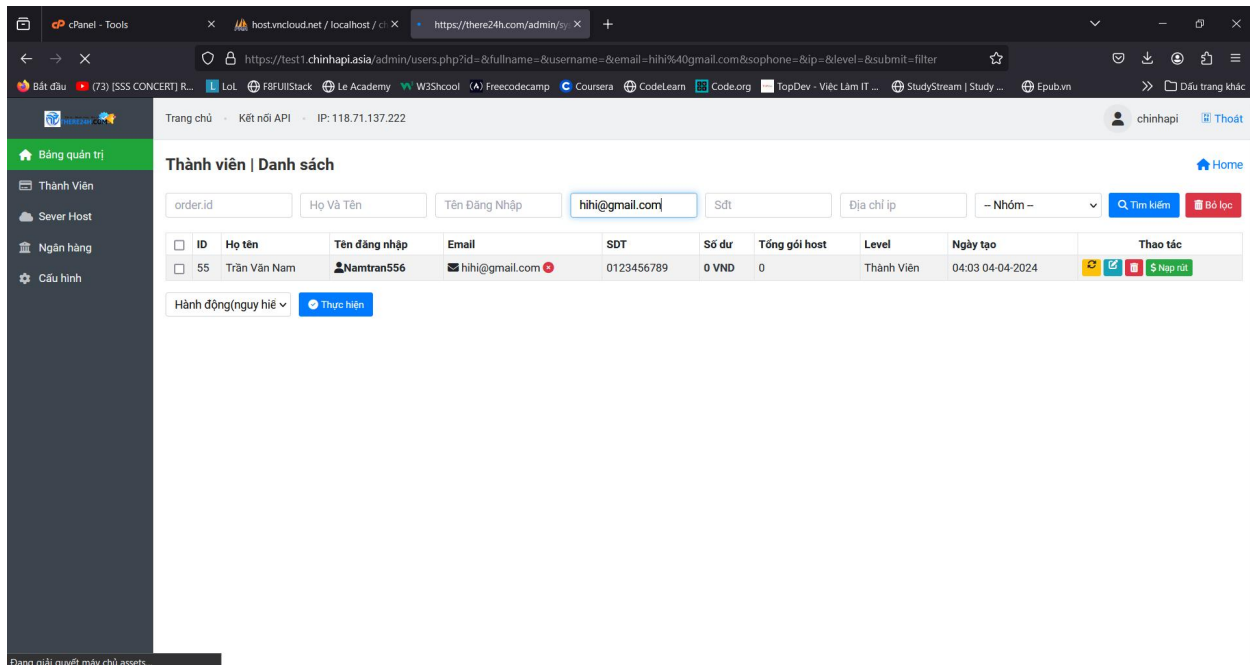 cPanel - Tools
host.vncloud.net / localhost / ch
https://there24h.com/admin/sy
https://test1.chinhapi.asia/admin/users.php?id=&fullname=&username=&email=hihi%40gmail.com&sophone=&ip=&level=&submit=filter
Bắt đầu (73) [SSS CONCERT] R... LoL F8FUllStack Le Academy W3Shcool Freecodecamp Coursera CodeLearn Code.org TopDev - Việc Làm IT ... StudyStream | Study ... Epub.vn Dấu trang khác
Trang chủ Kết nối API IP: 118.71.137.222 chinhapi Thoát
Bảng quản trị
Thành Viên
Sever Host
Ngân hàng
Cấu hình
Thành viên | Danh sách Home
order.id Họ Và Tên Tên Đăng Nhập hihi@gmail.com Sđt Địa chỉ ip -- Nhóm -- Tìm kiếm Bỏ lọc
ID Họ tên Tên đăng nhập Email SDT Số dư Tổng gói host Level Ngày tạo Thao tác
55 Trần Văn Nam Namtran556 hihi@gmail.com 0123456789 0 VND 0 Thành Viên 04:03 04-04-2024 $ Nạp rút
Hành động(nguy hiể Thực hiện
Đang giải quyết máy chủ assets